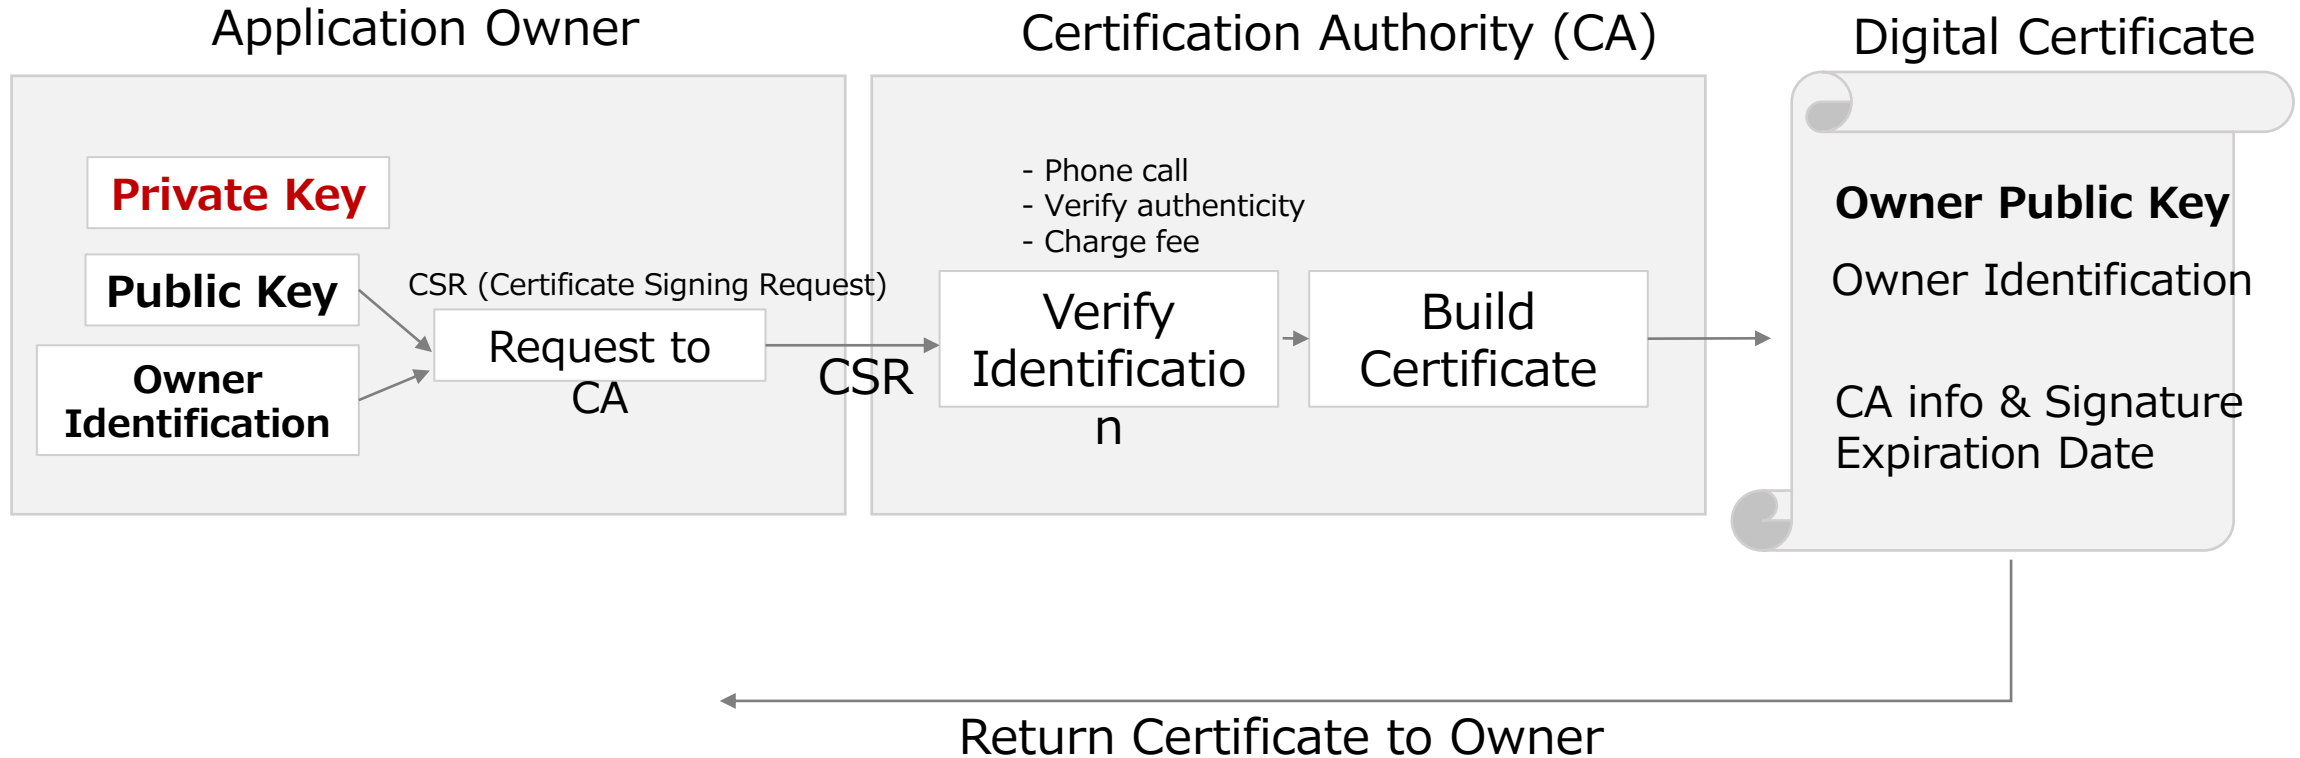 Application Owner
Private Key
Public Key
Owner
Identification
CSR (Certificate Signing Request)
Request to
CA
CSR
Certification Authority (CA)
- Phone call
- Verify authenticity
- Charge fee
Verify
Identificatio
n
Build
Certificate
Digital Certificate
Owner Public Key
Owner Identification
CA info & Signature
Expiration Date
Return Certificate to Owner